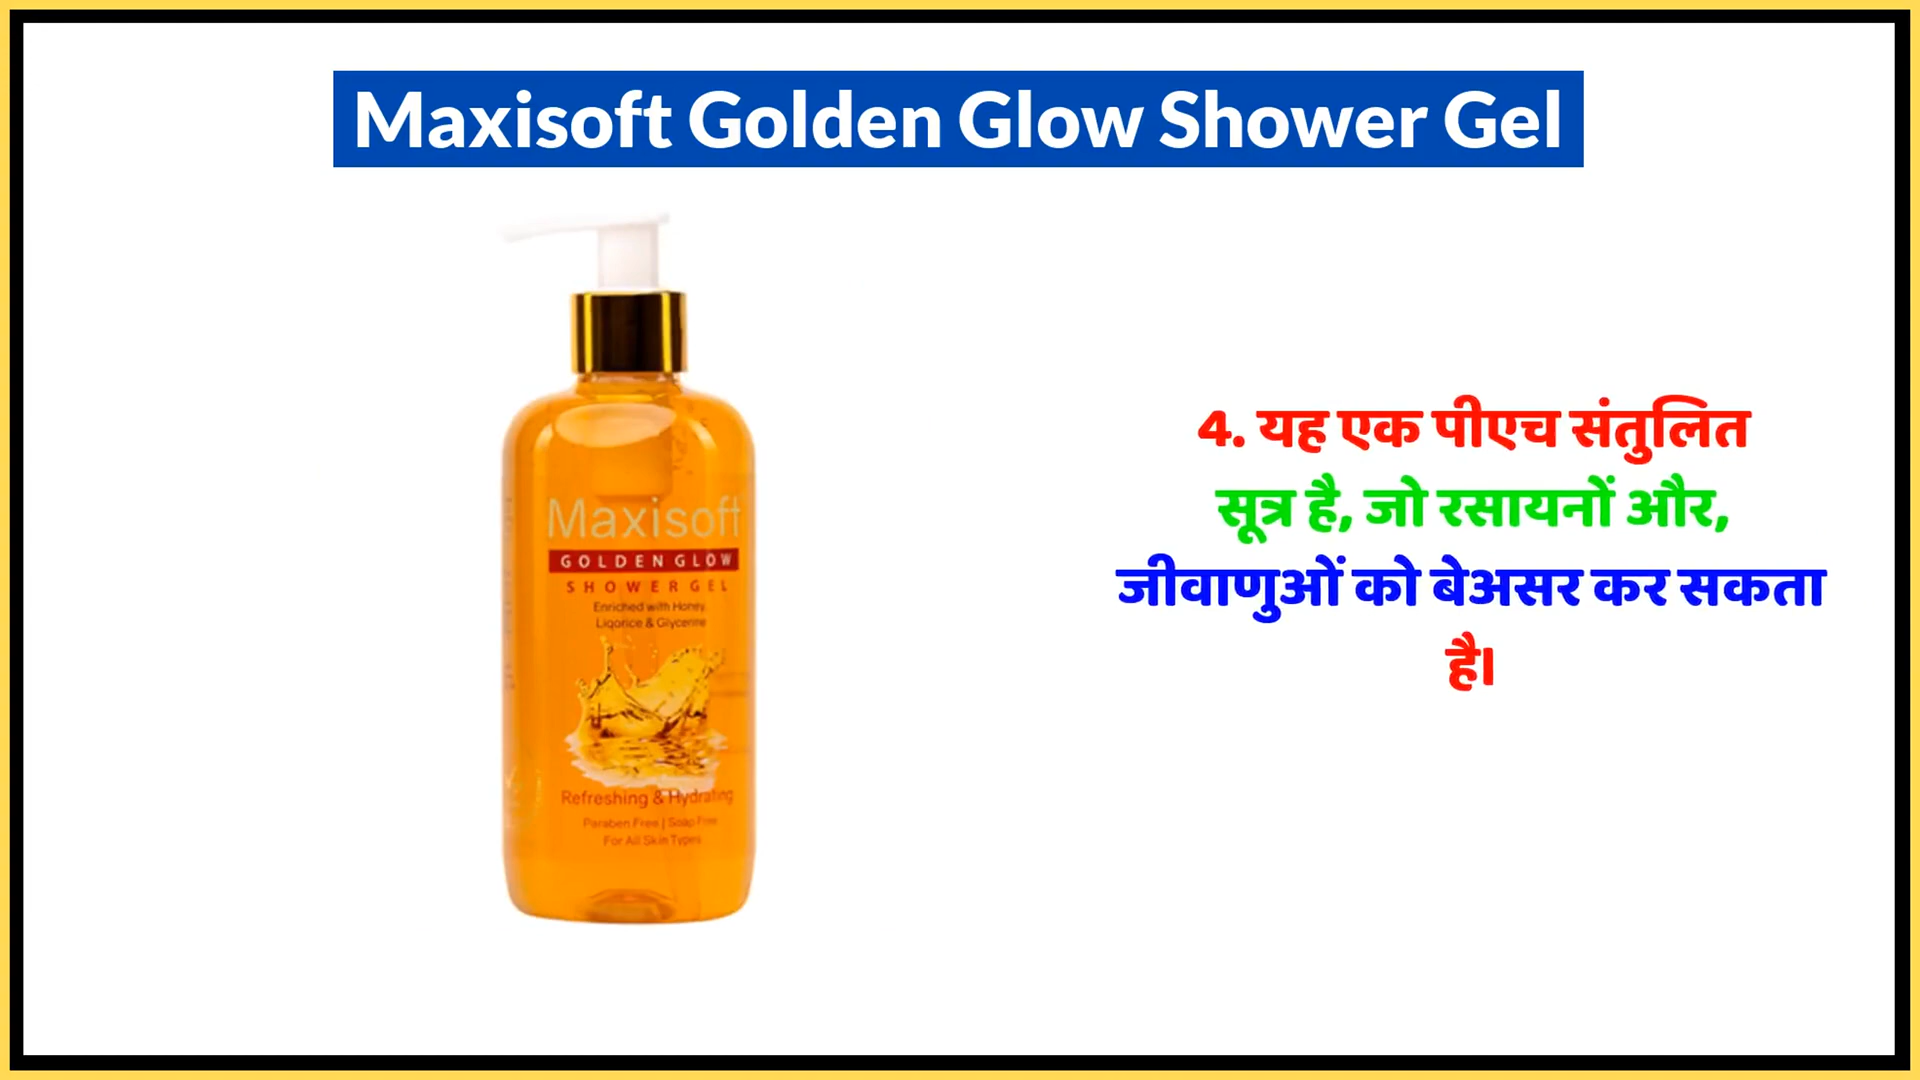 Maxisoft Golden Glow Shower Gel
Maxisoft
GOLDEN GLOW
SHOWER GEL
Enriched with Honey,
Liqorice & Glycerine
Refreshing & Hydrating
Paraben Free | Soap Free
For All Skin Types
4. यह एक पीएच संतुलित
सूत्र है, जो रसायनों और,
जीवाणुओं को बेअसर कर सकता
है।